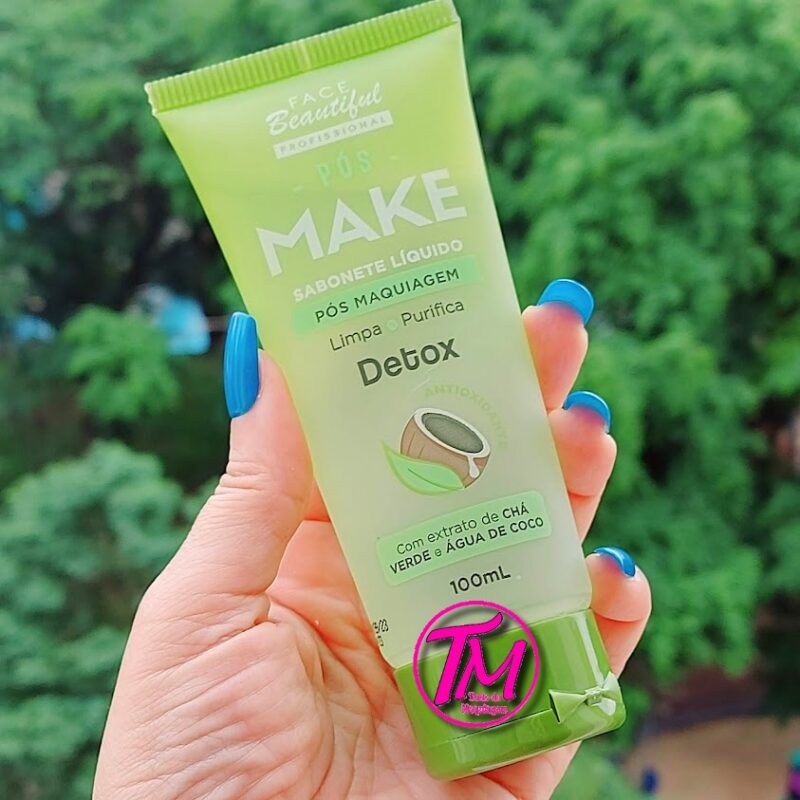 FACE
Beautiful
PROFISSIONAL
PÓS
MAKE
SABONETE LÍQUIDO
PÓS MAQUIAGEM
Limpa e Purifica
Detox
ANTIOXIDANTE
Com extrato de CHÁ
VERDE e ÁGUA DE COCO
100mL
TM